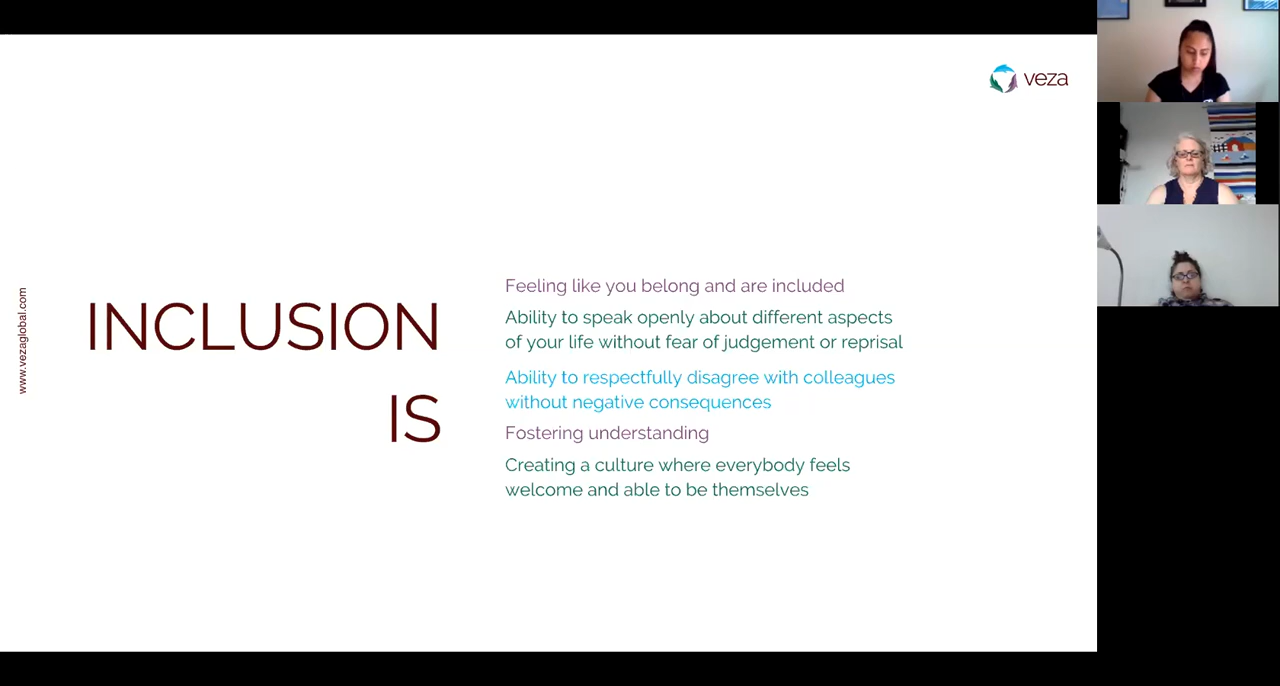 veza
www.vezaglobal.com
INCLUSION
IS
Feeling like you belong and are included
Ability to speak openly about different aspects
of your life without fear of judgement or reprisal
Ability to respectfully disagree with colleagues
without negative consequences
Fostering understanding
Creating a culture where everybody feels
welcome and able to be themselves